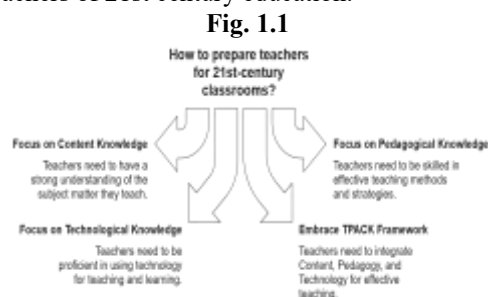 achers of 21st century education.
Fig. 1.1
How to prepare teachers
for 21st-century
classrooms?
Focus on Content Knowledge
Teachers need to have a
strong understanding of the
subject matter they teach.
Focus on Pedagogical Knowledge
Teachers need to be skilled in
effective teaching methods
and strategies.
Focus on Technological Knowledge
Teachers need to be
proficient in using technology
for teaching and learning.
Embrace TPACK Framework
Teachers need to integrate
Content, Pedagogy, and
Technology for effective
teaching.